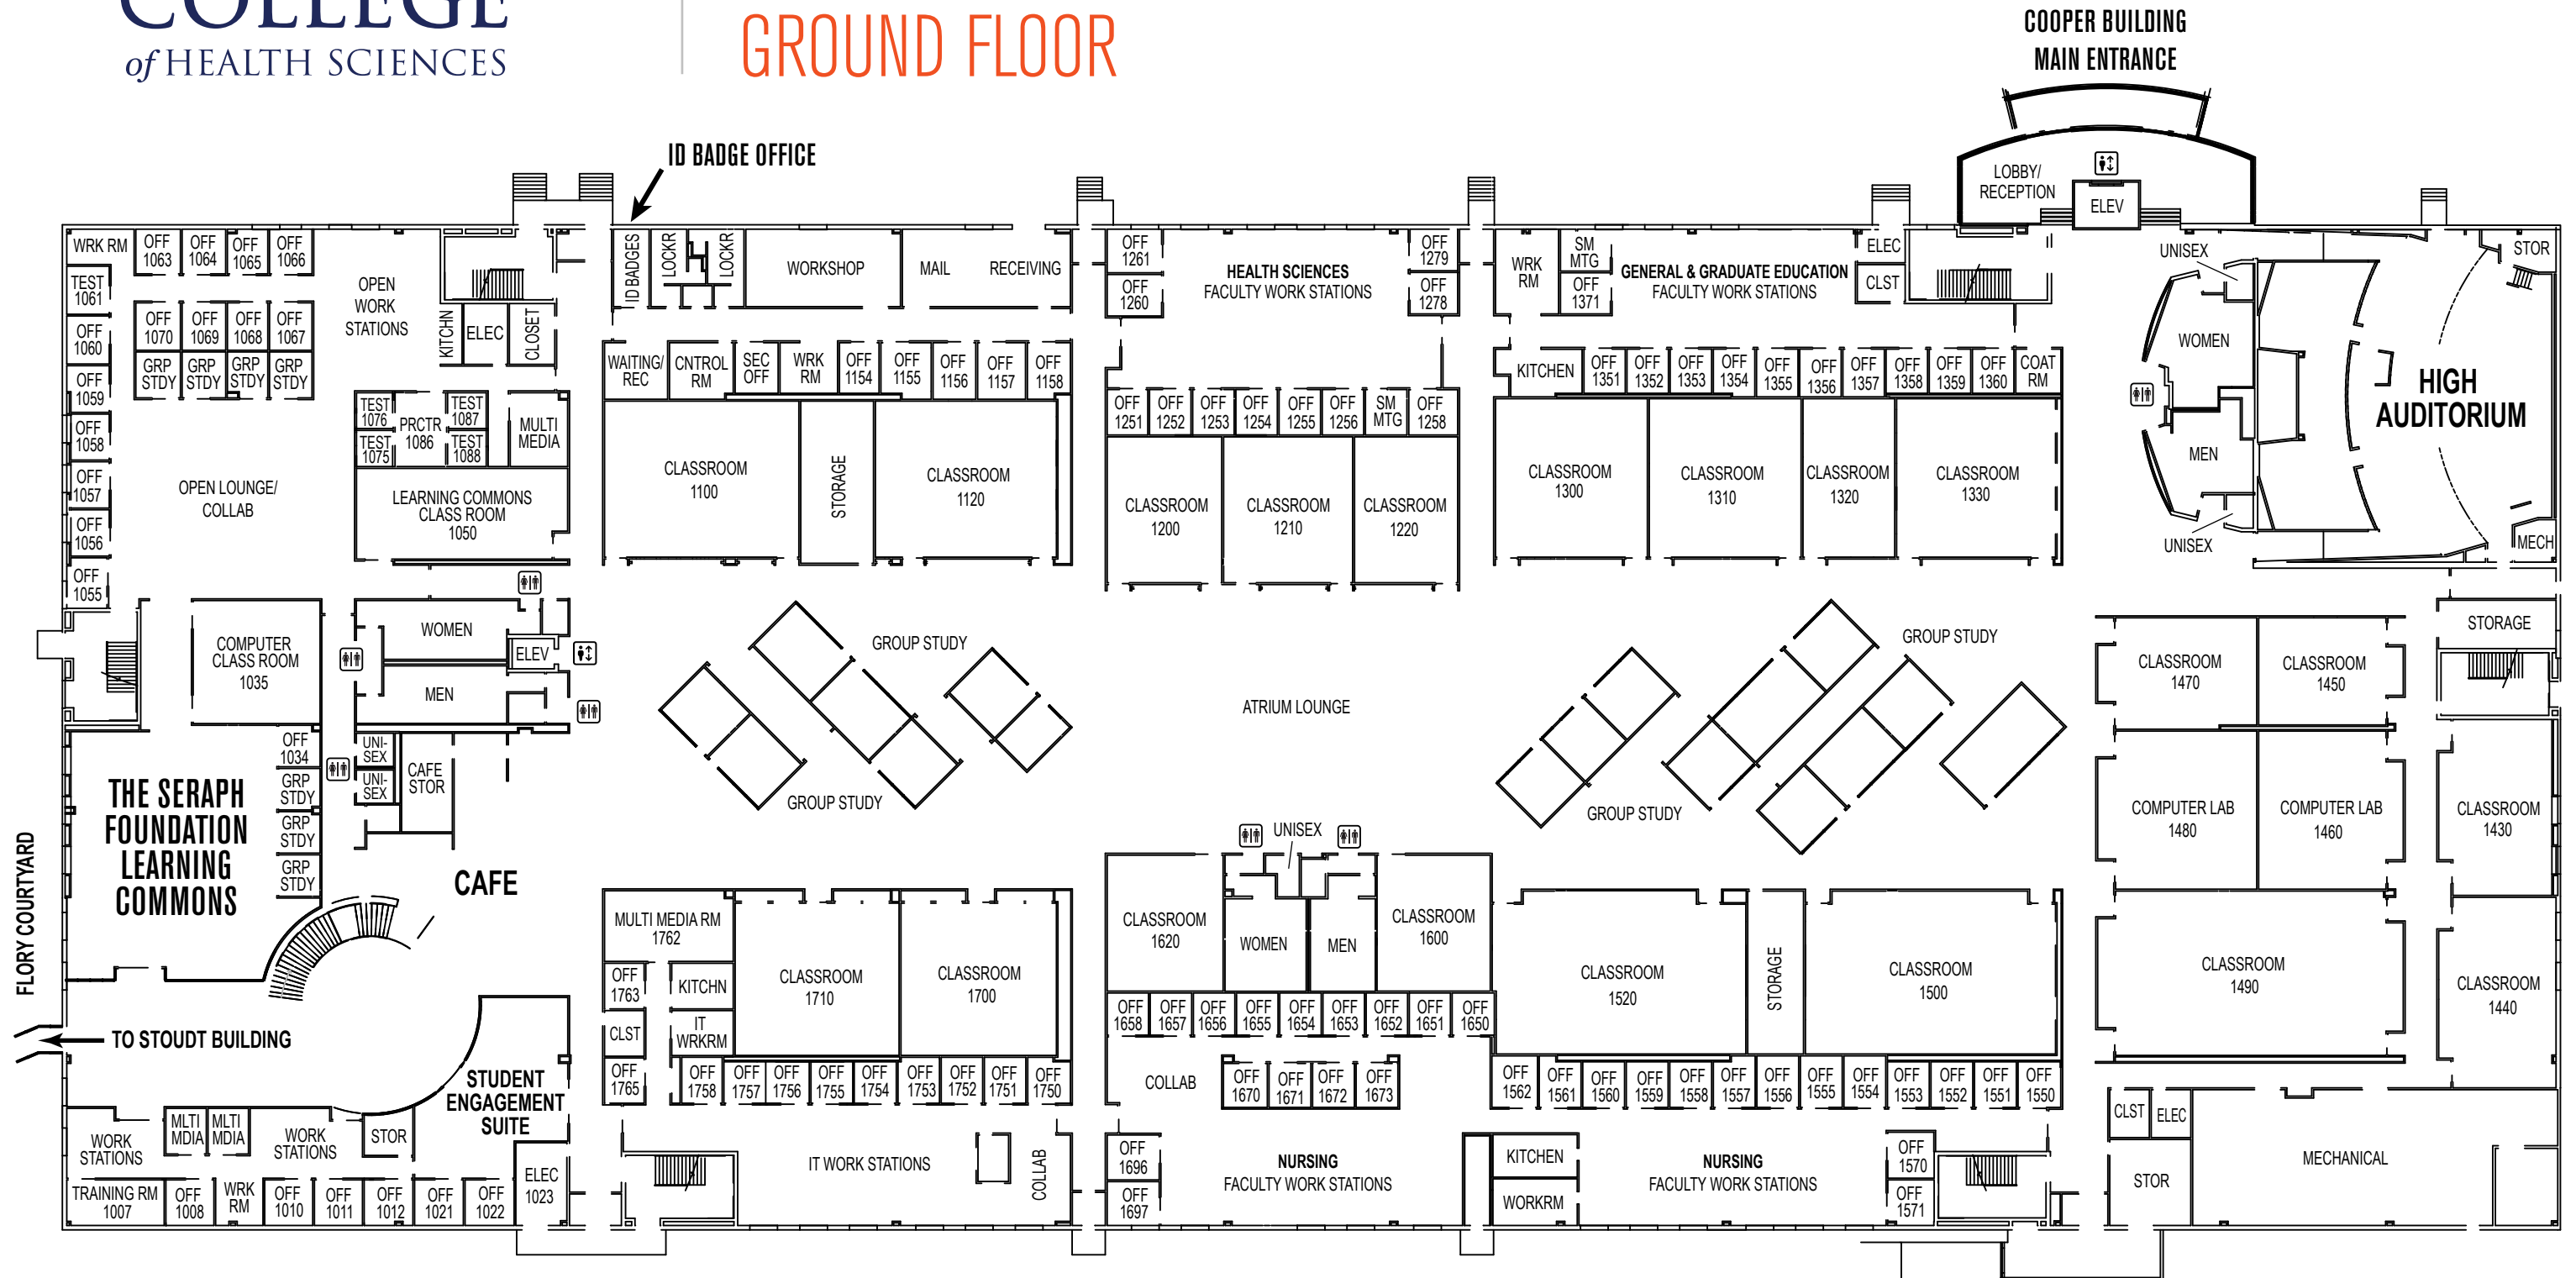 COLLEGE
of HEALTH SCIENCES
GROUND FLOOR
COOPER BUILDING
MAIN ENTRANCE
ID BADGE OFFICE
LOBBY/
RECEPTION
ELEV
WRK RM
OFF
1063
OFF
1064
OFF
1065
OFF
1066
TEST
1061
OFF
1060
OFF
1059
OFF
1058
OFF
1057
OFF
1056
OFF
1055
OFF
1070
OFF
1069
OFF
1068
OFF
1067
GRP
STDY
GRP
STDY
GRP
STDY
GRP
STDY
OPEN
WORK
STATIONS
KITCHN
ELEC
CLOSET
TEST
1076
TEST
1075
PRCTR
1086
TEST
1087
TEST
1088
MULTI
MEDIA
OPEN LOUNGE/
COLLAB
LEARNING COMMONS
CLASS ROOM
1050
ID BADGES
LOCKR
LOCKR
WORKSHOP
MAIL
RECEIVING
WAITING/
REC
CNTROL
RM
SEC
OFF
WRK
RM
OFF
1154
OFF
1155
OFF
1156
OFF
1157
OFF
1158
CLASSROOM
1100
STORAGE
CLASSROOM
1120
OFF
1261
OFF
1260
HEALTH SCIENCES
FACULTY WORK STATIONS
OFF
1279
OFF
1278
OFF
1251
OFF
1252
OFF
1253
OFF
1254
OFF
1255
OFF
1256
SM
MTG
OFF
1258
CLASSROOM
1200
CLASSROOM
1210
CLASSROOM
1220
WRK
RM
SM
MTG
OFF
1371
GENERAL & GRADUATE EDUCATION
FACULTY WORK STATIONS
ELEC
CLST
KITCHEN
OFF
1351
OFF
1352
OFF
1353
OFF
1354
OFF
1355
OFF
1356
OFF
1357
OFF
1358
OFF
1359
OFF
1360
COAT
RM
CLASSROOM
1300
CLASSROOM
1310
CLASSROOM
1320
CLASSROOM
1330
UNISEX
WOMEN
MEN
UNISEX
HIGH
AUDITORIUM
STOR
MECH
COMPUTER
CLASS ROOM
1035
WOMEN
ELEV
MEN
OFF
1034
GRP
STDY
GRP
STDY
GRP
STDY
UNI-
SEX
UNI-
SEX
CAFE
STOR
THE SERAPH
FOUNDATION
LEARNING
COMMONS
CAFE
FLORY COURTYARD
TO STOUDT BUILDING
GROUP STUDY
GROUP STUDY
ATRIUM LOUNGE
GROUP STUDY
GROUP STUDY
STORAGE
CLASSROOM
1470
CLASSROOM
1450
COMPUTER LAB
1480
COMPUTER LAB
1460
CLASSROOM
1430
CLASSROOM
1490
CLASSROOM
1440
STUDENT
ENGAGEMENT
SUITE
WORK
STATIONS
MLTI
MDIA
MLTI
MDIA
WORK
STATIONS
STOR
TRAINING RM
1007
OFF
1008
WRK
RM
OFF
1010
OFF
1011
OFF
1012
OFF
1021
OFF
1022
ELEC
1023
MULTI MEDIA RM
1762
OFF
1763
KITCHN
CLST
IT
WRKRM
OFF
1765
CLASSROOM
1710
CLASSROOM
1700
OFF
1758
OFF
1757
OFF
1756
OFF
1755
OFF
1754
OFF
1753
OFF
1752
OFF
1751
OFF
1750
IT WORK STATIONS
COLLAB
UNISEX
CLASSROOM
1620
WOMEN
MEN
CLASSROOM
1600
OFF
1658
OFF
1657
OFF
1656
OFF
1655
OFF
1654
OFF
1653
OFF
1652
OFF
1651
OFF
1650
COLLAB
OFF
1670
OFF
1671
OFF
1672
OFF
1673
OFF
1696
OFF
1697
NURSING
FACULTY WORK STATIONS
CLASSROOM
1520
STORAGE
CLASSROOM
1500
OFF
1562
OFF
1561
OFF
1560
OFF
1559
OFF
1558
OFF
1557
OFF
1556
OFF
1555
OFF
1554
OFF
1553
OFF
1552
OFF
1551
OFF
1550
KITCHEN
WORKRM
NURSING
FACULTY WORK STATIONS
OFF
1570
OFF
1571
CLST
ELEC
STOR
MECHANICAL